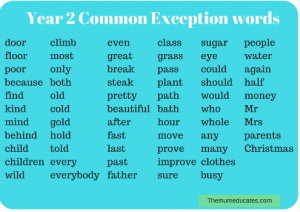 Year 2 Common Exception words
door climb even class sugar people
floor most great grass eye water
poor only break pass could again
because both steak plant should half
find old pretty path would money
kind cold beautiful bath who Mr
mind gold after hour whole Mrs
behind hold fast move any parents
child told last prove many Christmas
children every past improve clothes
wild everybody father sure busy
Themumeducates.com